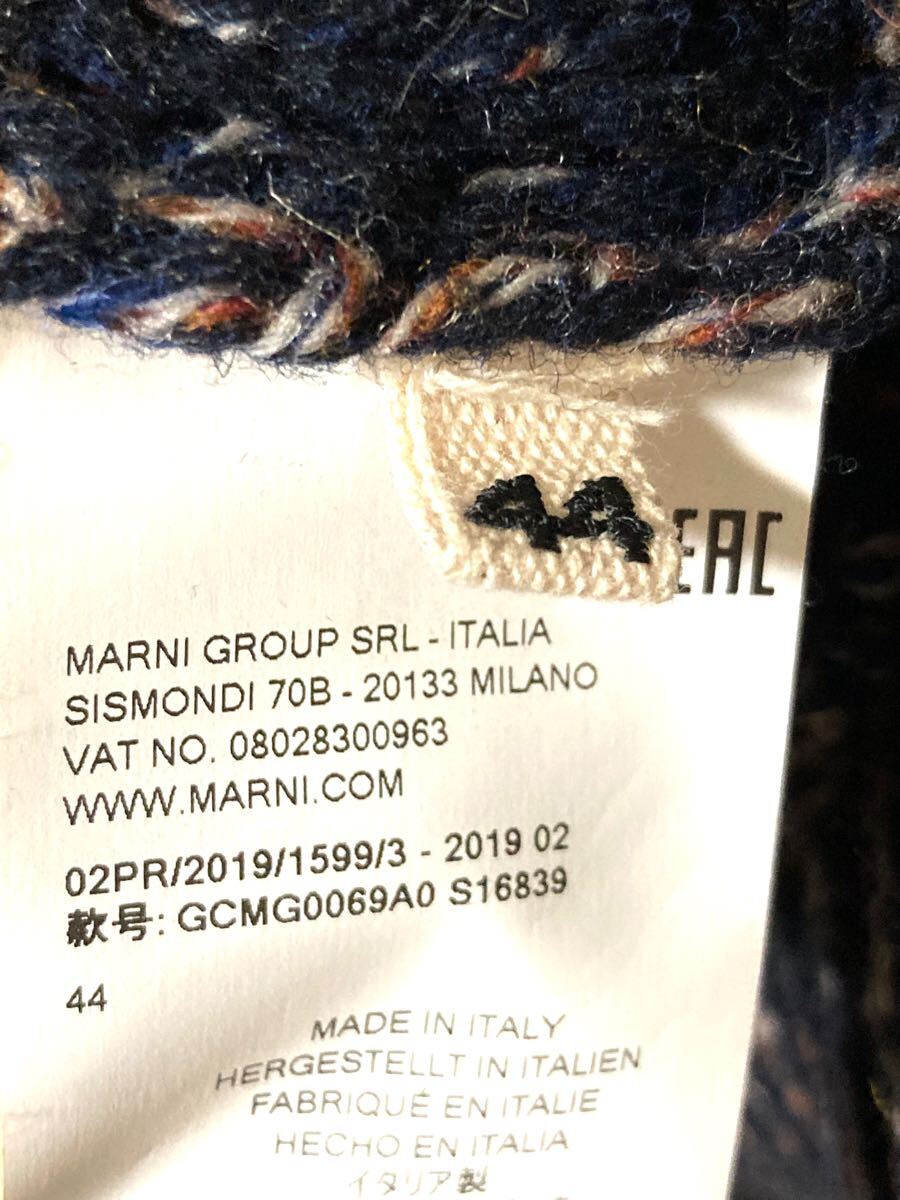 44
EAC
MARNI GROUP SRL - ITALIA
SISMONDI 70B - 20133 MILANO
VAT NO. 08028300963
WWW.MARNI.COM
02PR/2019/1599/3 - 2019 02
款号: GCMG0069A0 S16839
44
MADE IN ITALY
HERGESTELLT IN ITALIEN
FABRIQUÉ EN ITALIE
HECHO EN ITALIA
イタリア製